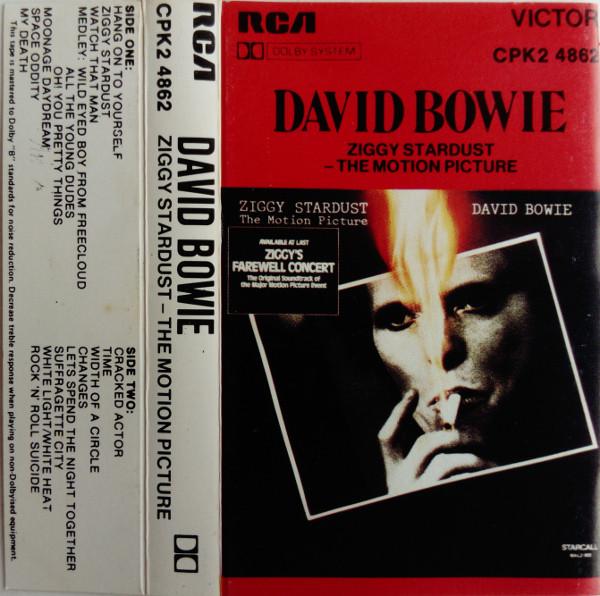 SIDE ONE:
HANG ON TO YOURSELF
ZIGGY STARDUST
WATCH THAT MAN
MEDLEY: WILD EYED BOY FROM FREECLOUD
ALL THE YOUNG DUDES
OH! YOU PRETTY THINGS
MOONAGE DAYDREAM
SPACE ODDITY
MY DEATH
SIDE TWO:
CRACKED ACTOR
TIME
WIDTH OF A CIRCLE
CHANGES
LETS SPEND THE NIGHT TOGETHER
SUFFRAGETTE CITY
WHITE LIGHT/WHITE HEAT
ROCK 'N' ROLL SUICIDE
This tape is mastered to Dolby "B" standards for noise reduction. Decrease treble response when playing on non-Dolbyised equipment.
RCA
CPK2 4862
DAVID BOWIE
ZIGGY STARDUST – THE MOTION PICTURE
RCA VICTOR
DOLBY SYSTEM
CPK2 4862
DAVID BOWIE
ZIGGY STARDUST
– THE MOTION PICTURE
ZIGGY STARDUST DAVID BOWIE
The Motion Picture
AVAILABLE AT LAST
ZIGGY'S
FAREWELL CONCERT
The Original Soundtrack of
the Major Motion Picture Event
STARCALL